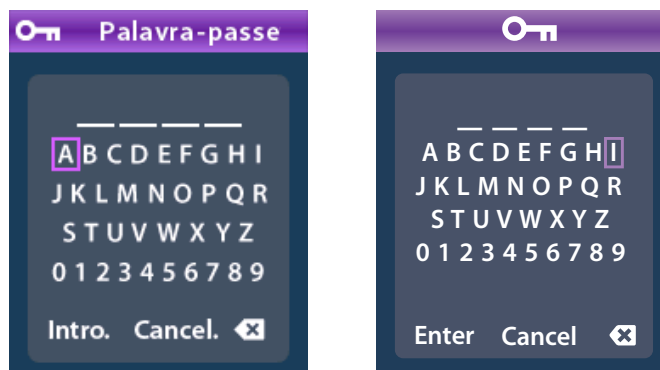 Palavra-passe
A B C D E F G H I
J K L M N O P Q R
S T U V W X Y Z
0 1 2 3 4 5 6 7 8 9
Intro. Cancel.
A B C D E F G H I
J K L M N O P Q R
S T U V W X Y Z
0 1 2 3 4 5 6 7 8 9
Enter Cancel